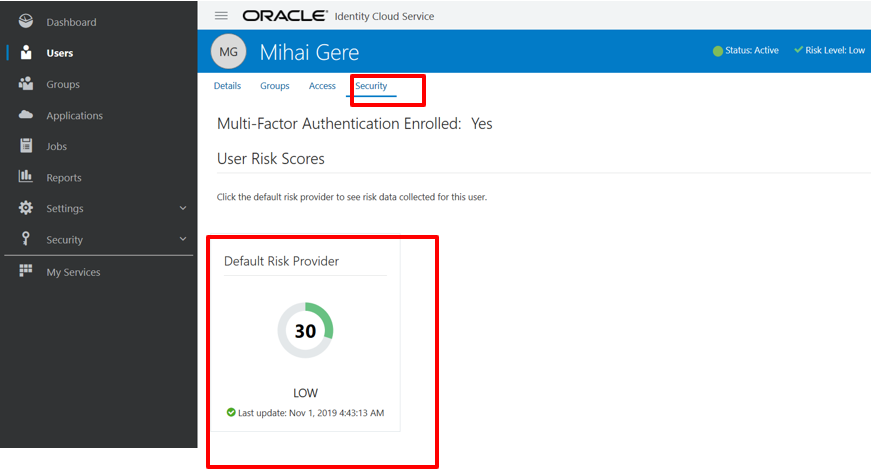 Dashboard
Users
Groups
Applications
Jobs
Reports
Settings
Security
My Services
ORACLE® Identity Cloud Service
MG Mihai Gere
Status: Active Risk Level: Low
Details Groups Access Security
Multi-Factor Authentication Enrolled: Yes
User Risk Scores
Click the default risk provider to see risk data collected for this user.
Default Risk Provider
30
LOW
Last update: Nov 1, 2019 4:43:13 AM